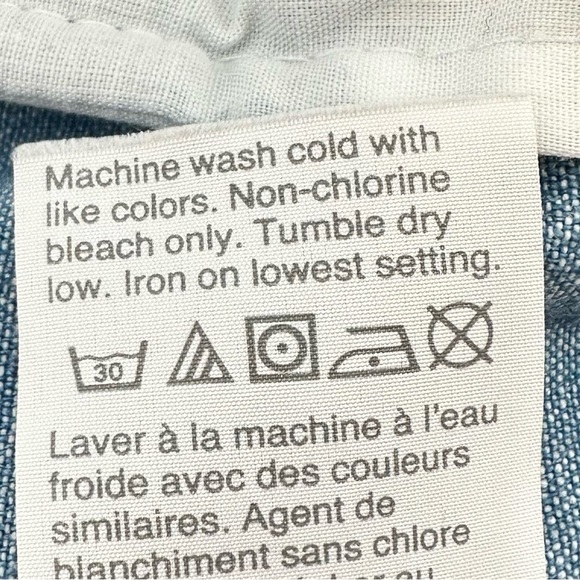 Machine wash cold with
like colors. Non-chlorine
bleach only. Tumble dry
low. Iron on lowest setting.
30
Laver à la machine à l'eau
froide avec des couleurs
similaires. Agent de
blanchiment sans chlore